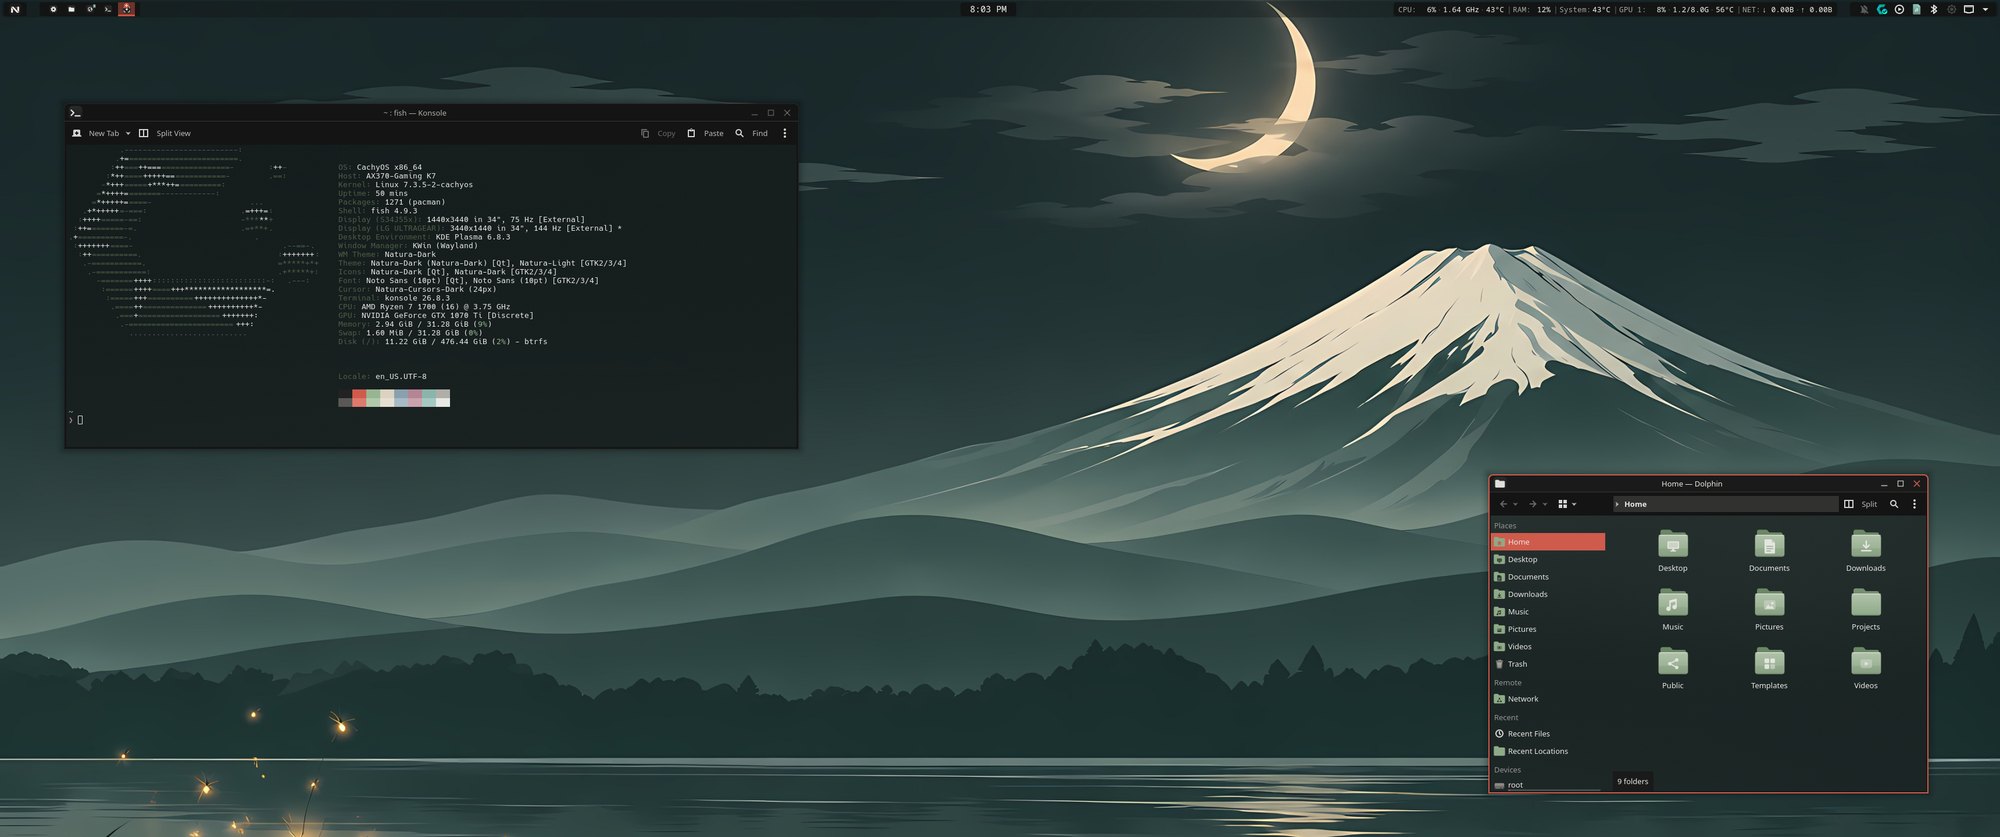 N
8:03 PM
CPU: 6% 1.64 GHz 43°C | RAM: 12% | System: 43°C | GPU 1: 8% 1.2/8.0G 56°C | NET: ↓ 0.00B ↑ 0.00B
~ : fish — Konsole
New Tab
Split View
Copy
Paste
Find
OS: CachyOS x86_64
Host: AX370-Gaming K7
Kernel: Linux 7.3.5-2-cachyos
Uptime: 50 mins
Packages: 1271 (pacman)
Shell: fish 4.9.3
Display (S34J55x): 1440x3440 in 34", 75 Hz [External]
Display (LG ULTRAGEAR): 3440x1440 in 34", 144 Hz [External] *
Desktop Environment: KDE Plasma 6.8.3
Window Manager: KWin (Wayland)
WM Theme: Natura-Dark
Theme: Natura-Dark (Natura-Dark) [Qt], Natura-Light [GTK2/3/4]
Icons: Natura-Dark [Qt], Natura-Dark [GTK2/3/4]
Font: Noto Sans (10pt) [Qt], Noto Sans (10pt) [GTK2/3/4]
Cursor: Natura-Cursors-Dark (24px)
Terminal: konsole 26.8.3
CPU: AMD Ryzen 7 1700 (16) @ 3.75 GHz
GPU: NVIDIA GeForce GTX 1070 Ti [Discrete]
Memory: 2.94 GiB / 31.28 GiB (9%)
Swap: 1.60 MiB / 31.28 GiB (0%)
Disk (/): 11.22 GiB / 476.44 GiB (2%) - btrfs
Locale: en_US.UTF-8
~
❯
Home — Dolphin
Home
Split
Places
Home
Desktop
Documents
Downloads
Music
Pictures
Videos
Trash
Remote
Network
Recent
Recent Files
Recent Locations
Devices
root
Desktop
Documents
Downloads
Music
Pictures
Projects
Public
Templates
Videos
9 folders